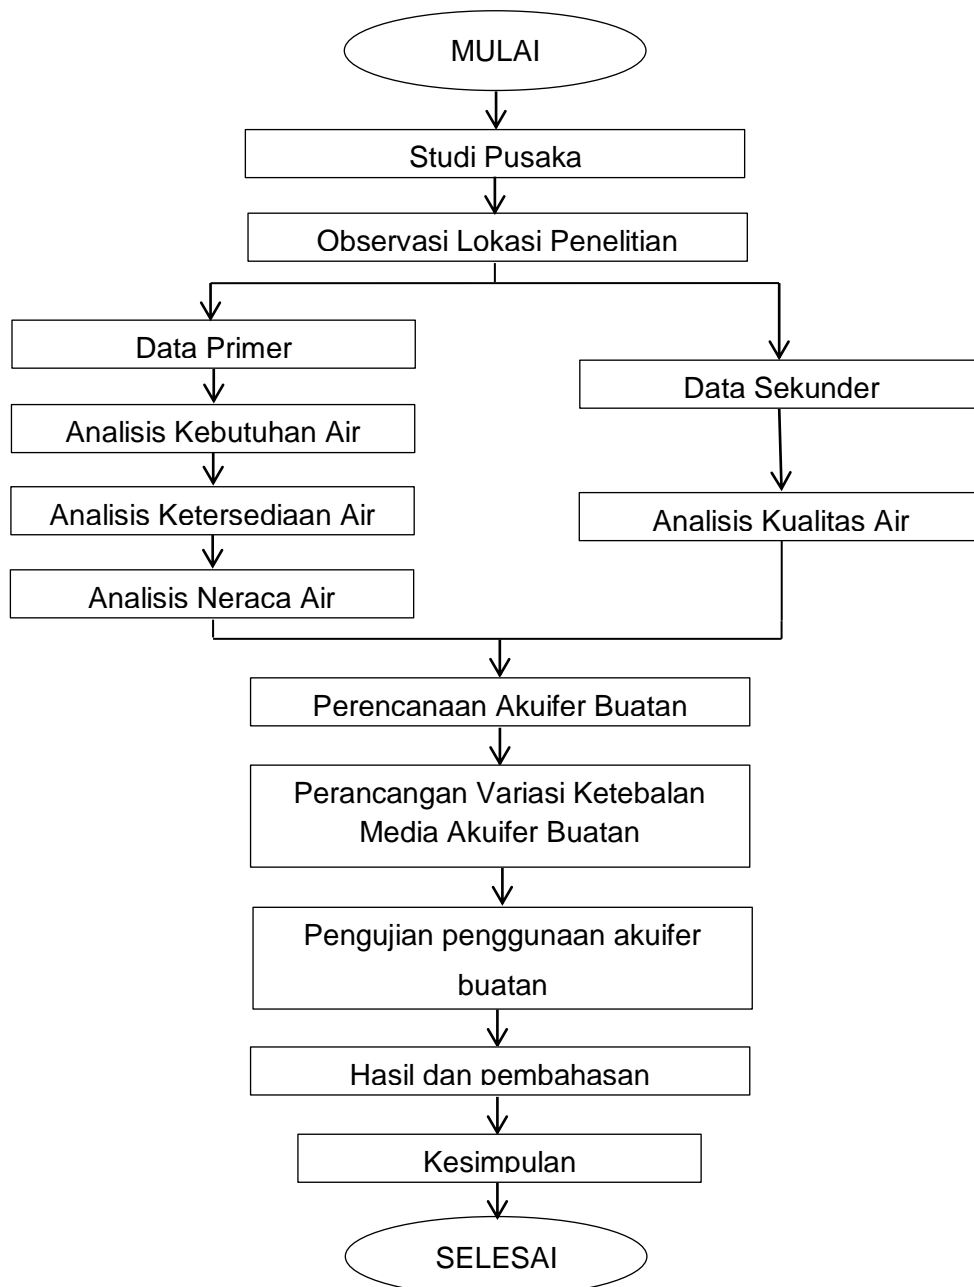 MULAI
Studi Pusaka
Observasi Lokasi Penelitian
Data Primer
Analisis Kebutuhan Air
Analisis Ketersediaan Air
Analisis Neraca Air
Data Sekunder
Analisis Kualitas Air
Perencanaan Akuifer Buatan
Perancangan Variasi Ketebalan
Media Akuifer Buatan
Pengujian penggunaan akuifer
buatan
Hasil dan pembahasan
Kesimpulan
SELESAI